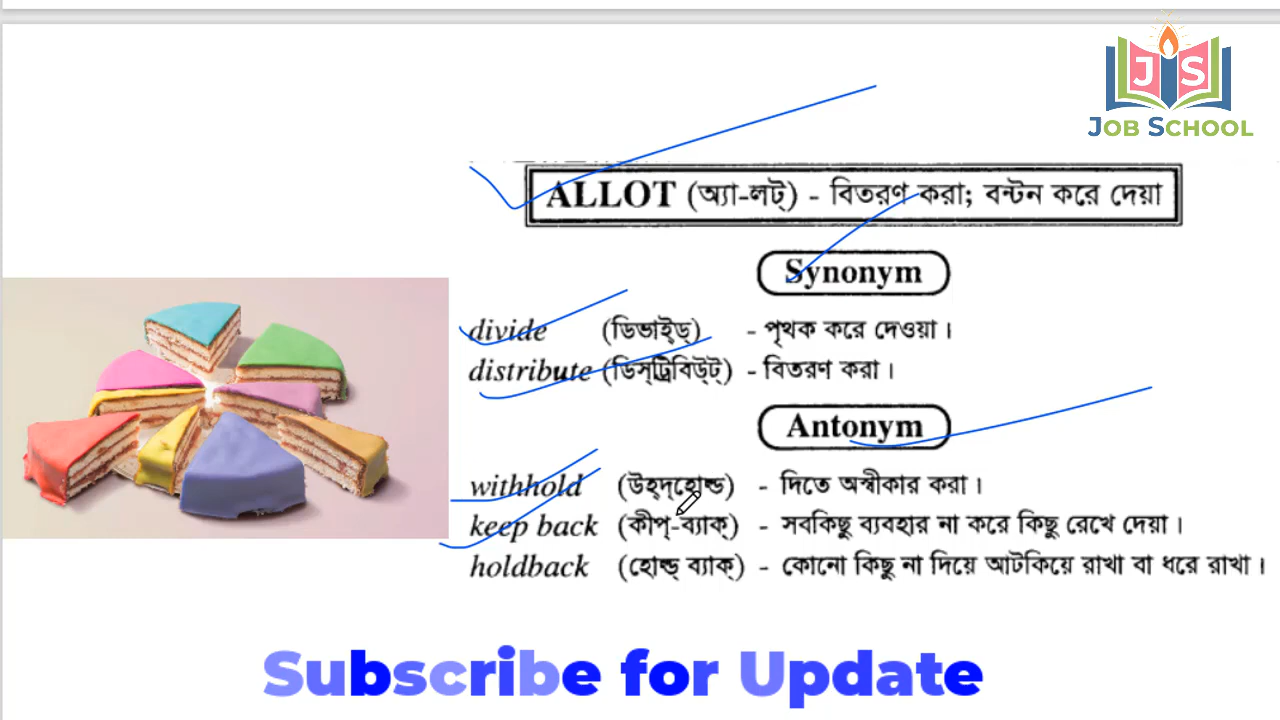 JS
JOB SCHOOL
ALLOT (অ্যা-লট্) - বিতরণ করা; বন্টন করে দেয়া
Synonym
divide (ডিভাইড্) - পৃথক করে দেওয়া।
distribute (ডিস্ট্রিবিউট্) - বিতরণ করা।
Antonym
withhold (উহ্দ্হোল্ড) - দিতে অস্বীকার করা।
keep back (কীপ্-ব্যাক্) - সবকিছু ব্যবহার না করে কিছু রেখে দেয়া।
holdback (হোল্ড্ ব্যাক্) - কোনো কিছু না দিয়ে আটকিয়ে রাখা বা ধরে রাখা।
Subscribe for Update